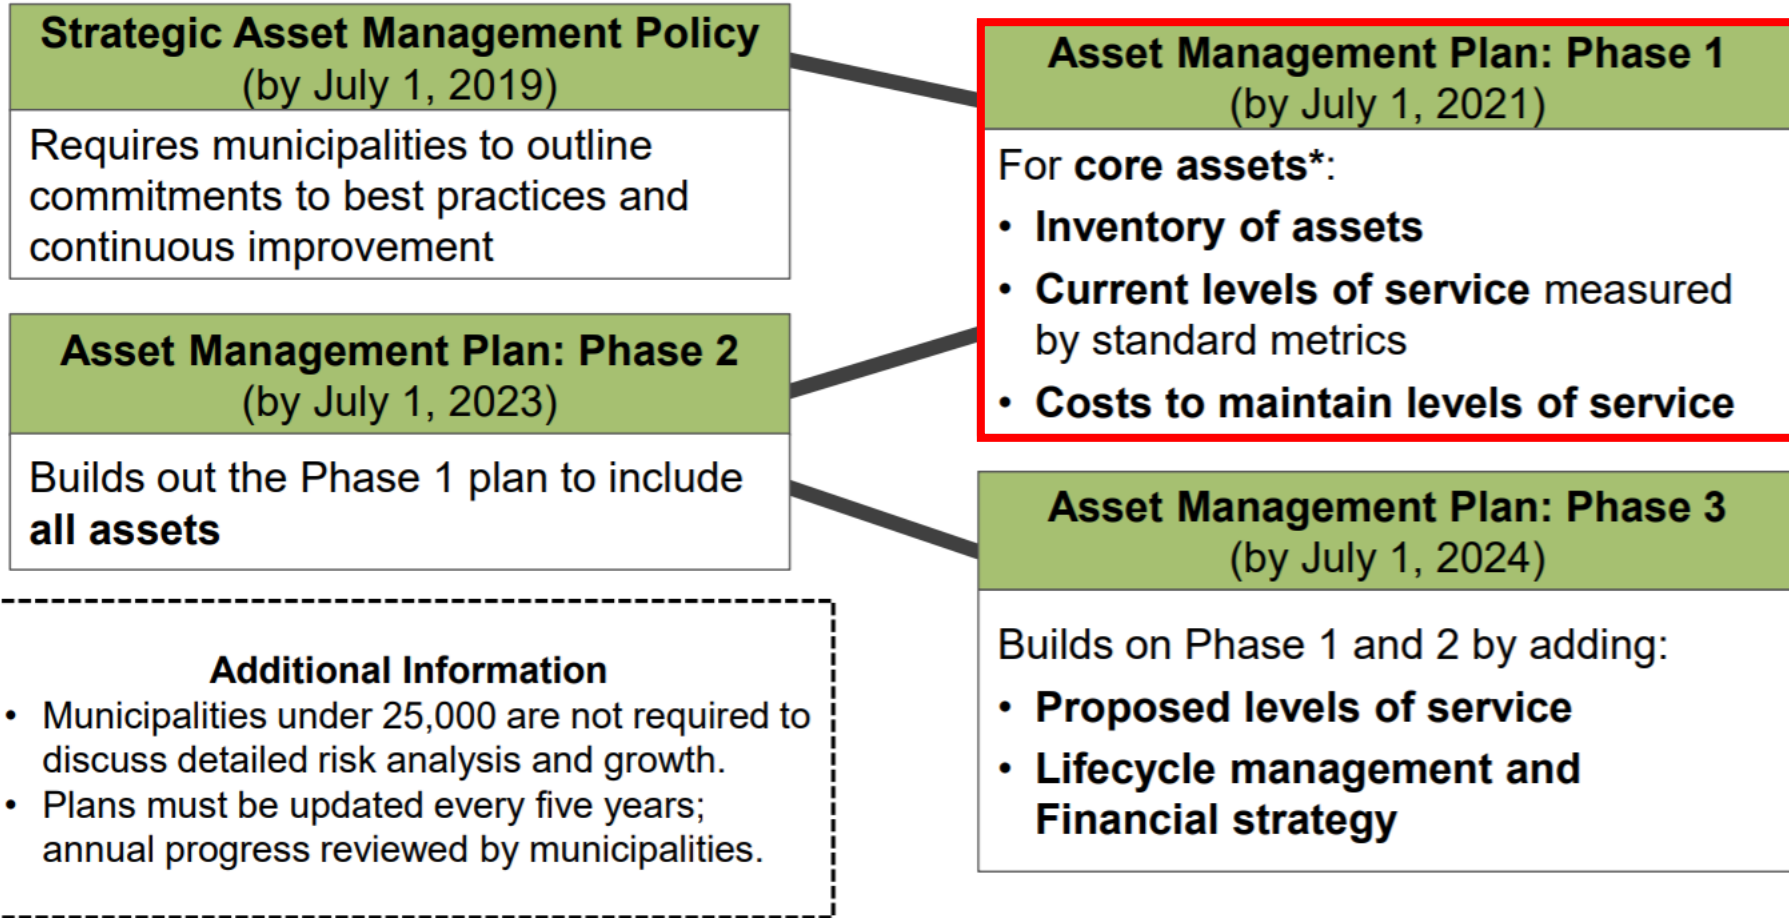 Strategic Asset Management Policy
(by July 1, 2019)
Requires municipalities to outline
commitments to best practices and
continuous improvement
Asset Management Plan: Phase 1
(by July 1, 2021)
For core assets*:
• Inventory of assets
• Current levels of service measured
by standard metrics
• Costs to maintain levels of service
Asset Management Plan: Phase 2
(by July 1, 2023)
Builds out the Phase 1 plan to include
all assets
Asset Management Plan: Phase 3
(by July 1, 2024)
Builds on Phase 1 and 2 by adding:
• Proposed levels of service
• Lifecycle management and
Financial strategy
Additional Information
• Municipalities under 25,000 are not required to
discuss detailed risk analysis and growth.
• Plans must be updated every five years;
annual progress reviewed by municipalities.